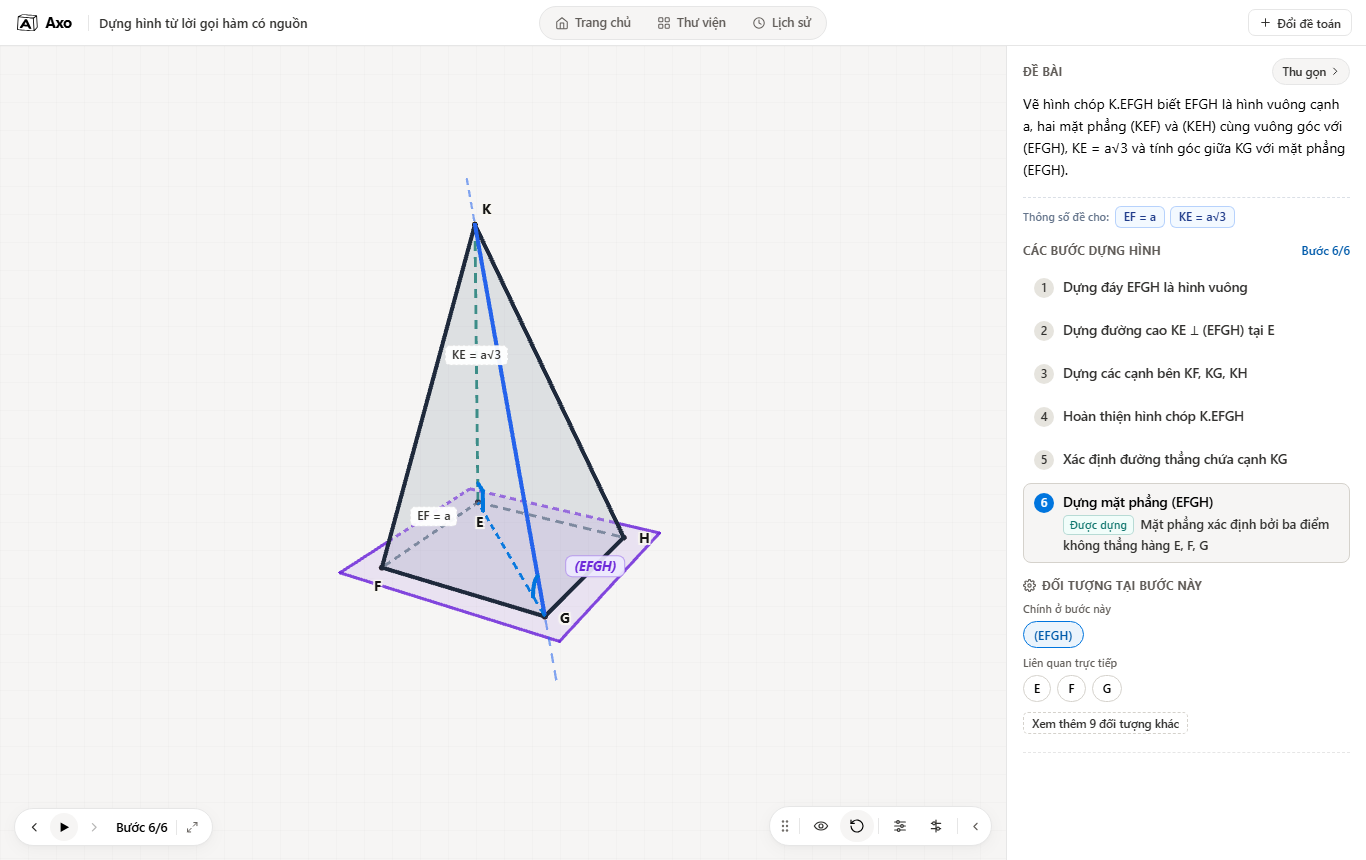 Axo
Dựng hình từ lời gọi hàm có nguồn
Trang chủ
Thư viện
Lịch sử
Đổi đề toán
K
KE = a√3
EF = a
E
H
(EFGH)
F
G
Bước 6/6
ĐỀ BÀI
Thu gọn
Vẽ hình chóp K.EFGH biết EFGH là hình vuông cạnh
a, hai mặt phẳng (KEF) và (KEH) cùng vuông góc với
(EFGH), KE = a√3 và tính góc giữa KG với mặt phẳng
(EFGH).
Thông số đề cho:
EF = a
KE = a√3
CÁC BƯỚC DỰNG HÌNH
Bước 6/6
1 Dựng đáy EFGH là hình vuông
2 Dựng đường cao KE ⊥ (EFGH) tại E
3 Dựng các cạnh bên KF, KG, KH
4 Hoàn thiện hình chóp K.EFGH
5 Xác định đường thẳng chứa cạnh KG
6 Dựng mặt phẳng (EFGH)
Được dựng Mặt phẳng xác định bởi ba điểm
không thẳng hàng E, F, G
ĐỐI TƯỢNG TẠI BƯỚC NÀY
Chính ở bước này
(EFGH)
Liên quan trực tiếp
E F G
Xem thêm 9 đối tượng khác